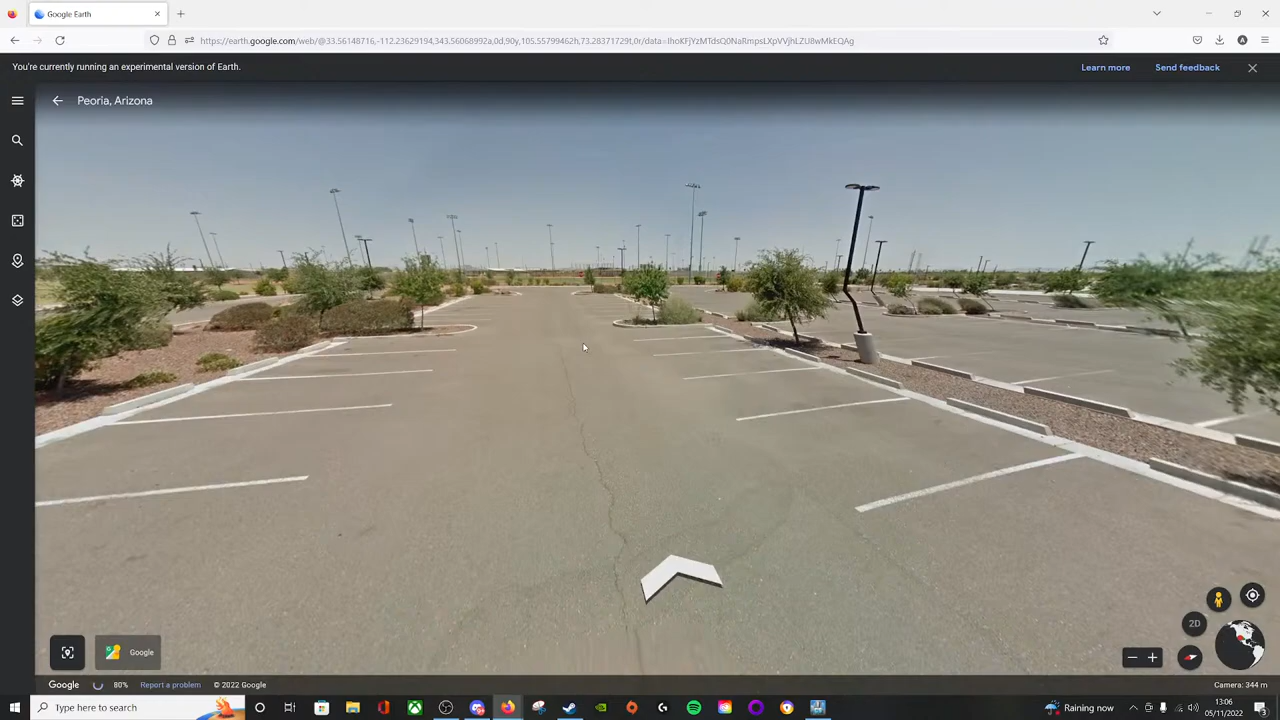 Google Earth
https://earth.google.com/web/@33.56148716,-112.23629194,343.56068992a,0d,90y,105.55799462h,73.28371729t,0r/data=IhoKFjYzMTdsQ0NaRmpsLXpVVjhLZU8wMkEQAg
A
You're currently running an experimental version of Earth.
Learn more
Send feedback
Peoria, Arizona
2D
Google
Google
80%
Report a problem
© 2022 Google
Camera: 344 m
Type here to search
Raining now
13:06
05/11/2022